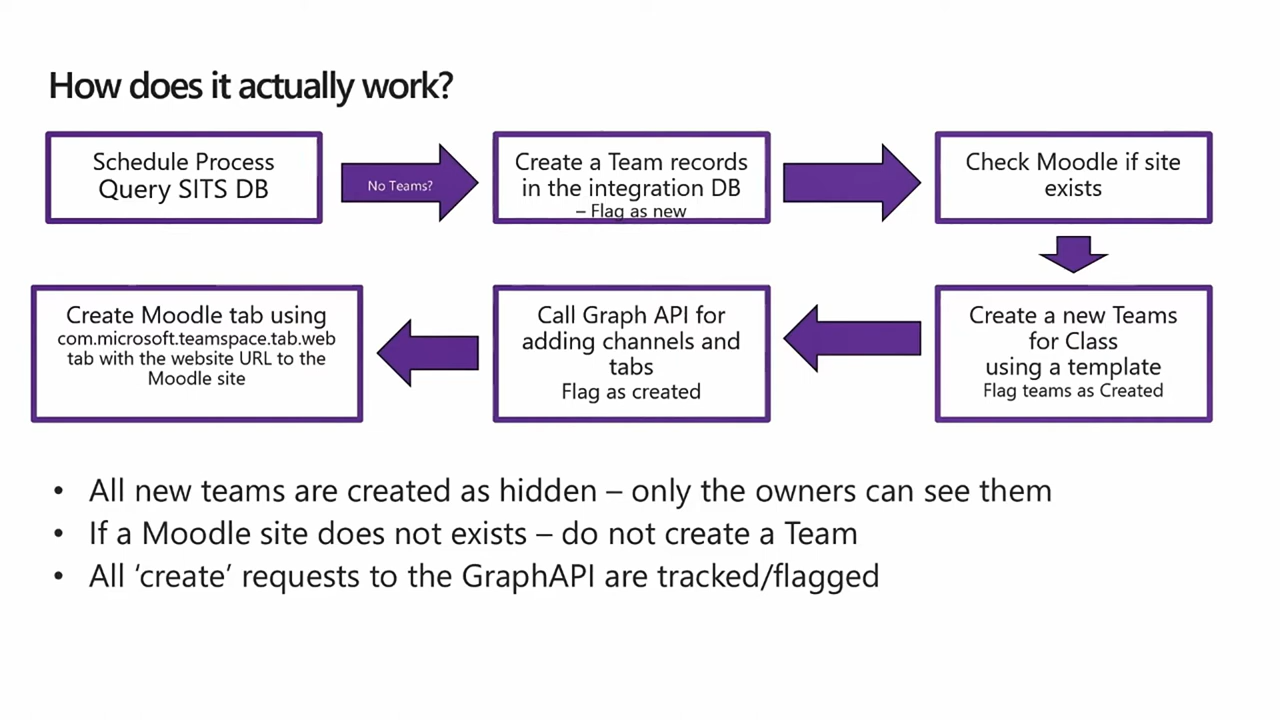 How does it actually work?
Schedule Process
Query SITS DB
No Teams?
Create a Team records
in the integration DB
– Flag as new
Check Moodle if site
exists
Create a new Teams
for Class
using a template
Flag teams as Created
Call Graph API for
adding channels and
tabs
Flag as created
Create Moodle tab using
com.microsoft.teamspace.tab.web
tab with the website URL to the
Moodle site
• All new teams are created as hidden – only the owners can see them
• If a Moodle site does not exists – do not create a Team
• All ‘create’ requests to the GraphAPI are tracked/flagged